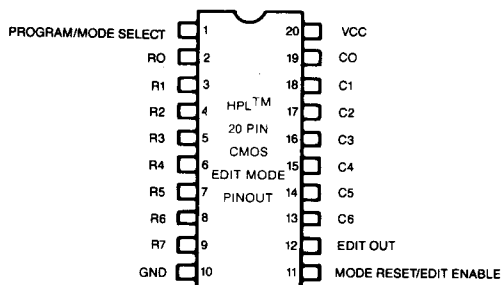 PROGRAM/MODE SELECT 1 20 VCC
RO 2 19 CO
R1 3 18 C1
HPL™
R2 4 17 C2
20 PIN
R3 5 16 C3
CMOS
R4 6 15 C4
EDIT MODE
R5 7 14 C5
PINOUT
R6 8 13 C6
R7 9 12 EDIT OUT
GND 10 11 MODE RESET/EDIT ENABLE